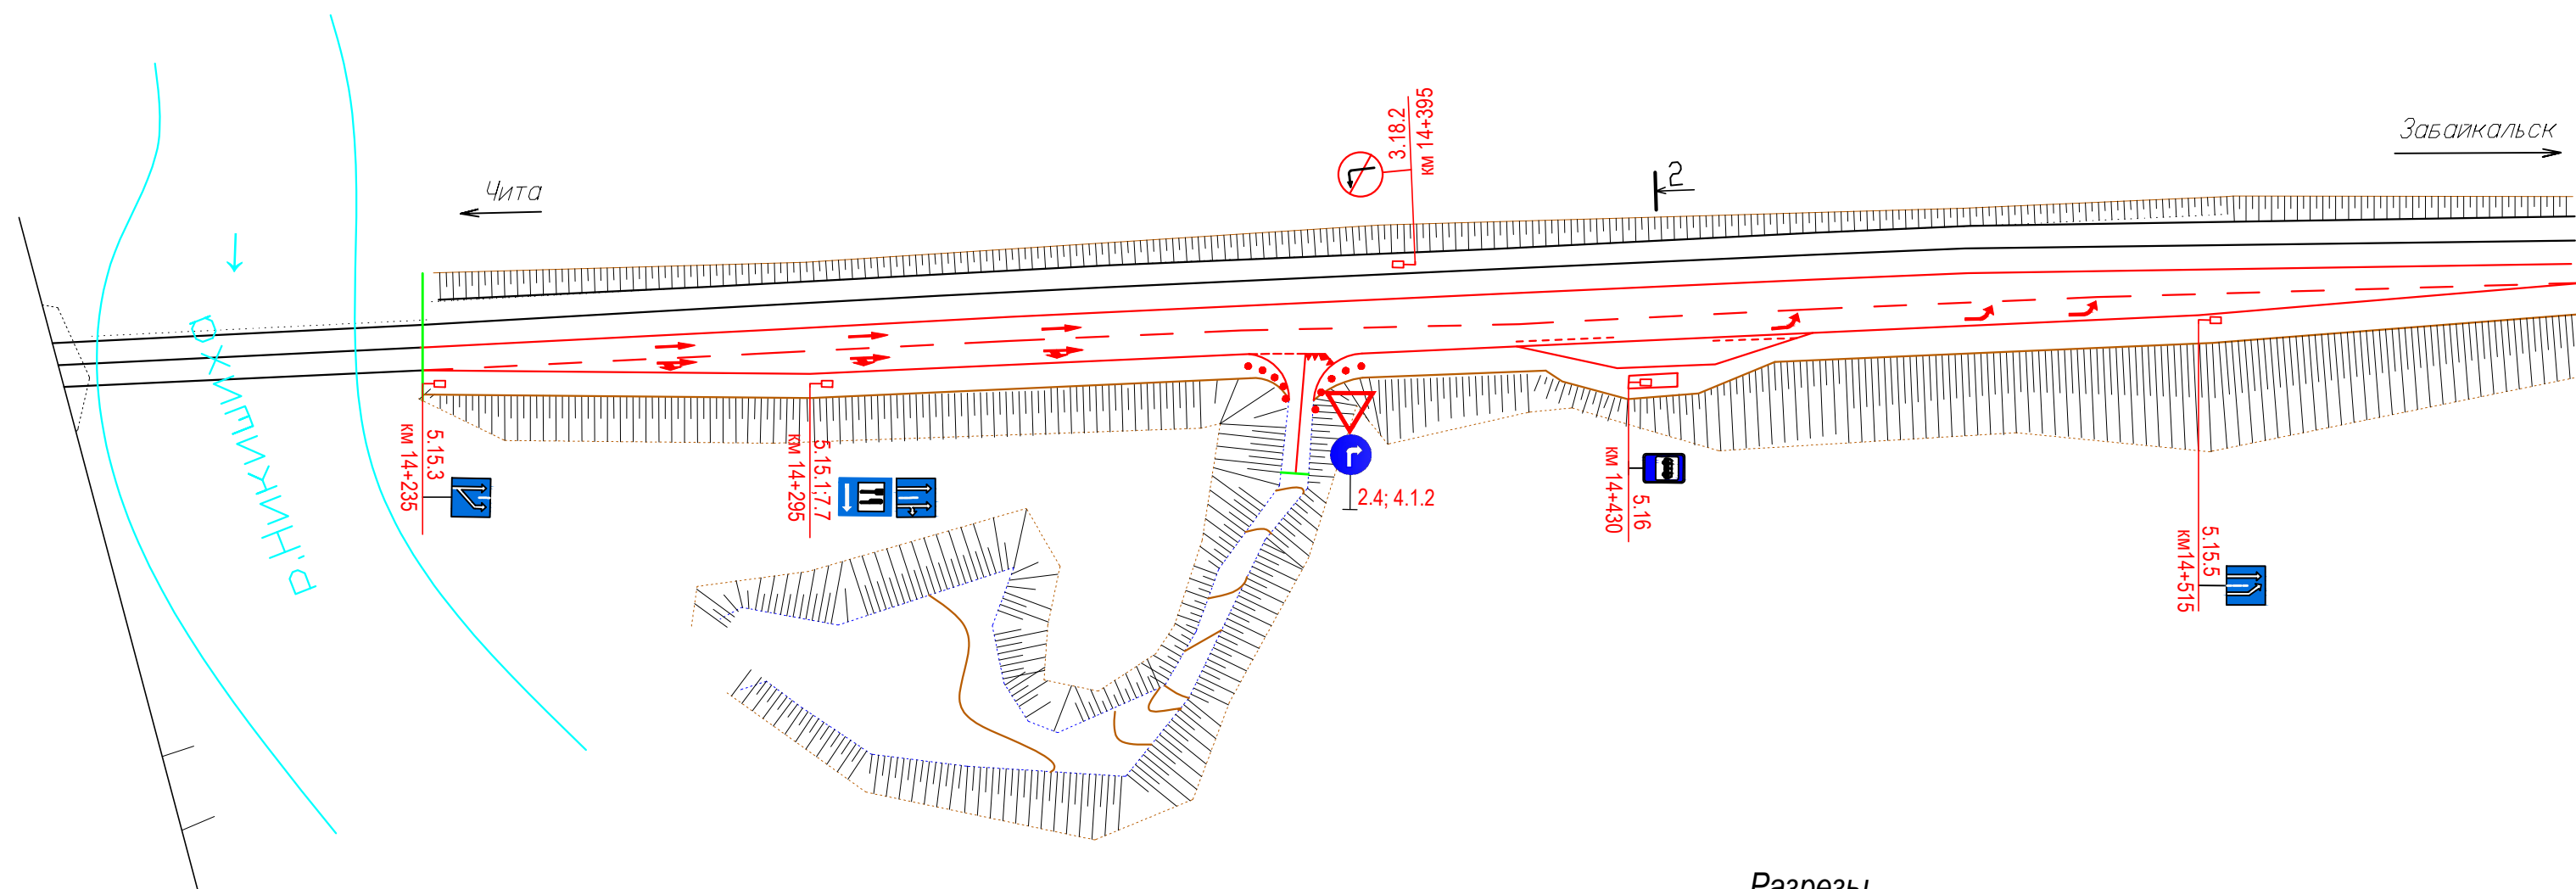 Чита
Забайкальск
3.18.2
км 14+395
2
р.Никишиха
5.15.3
км 14+235
5.15.1;7.7
км 14+295
2.4; 4.1.2
5.16
км 14+430
5.15.5
км14+515
Разрезы